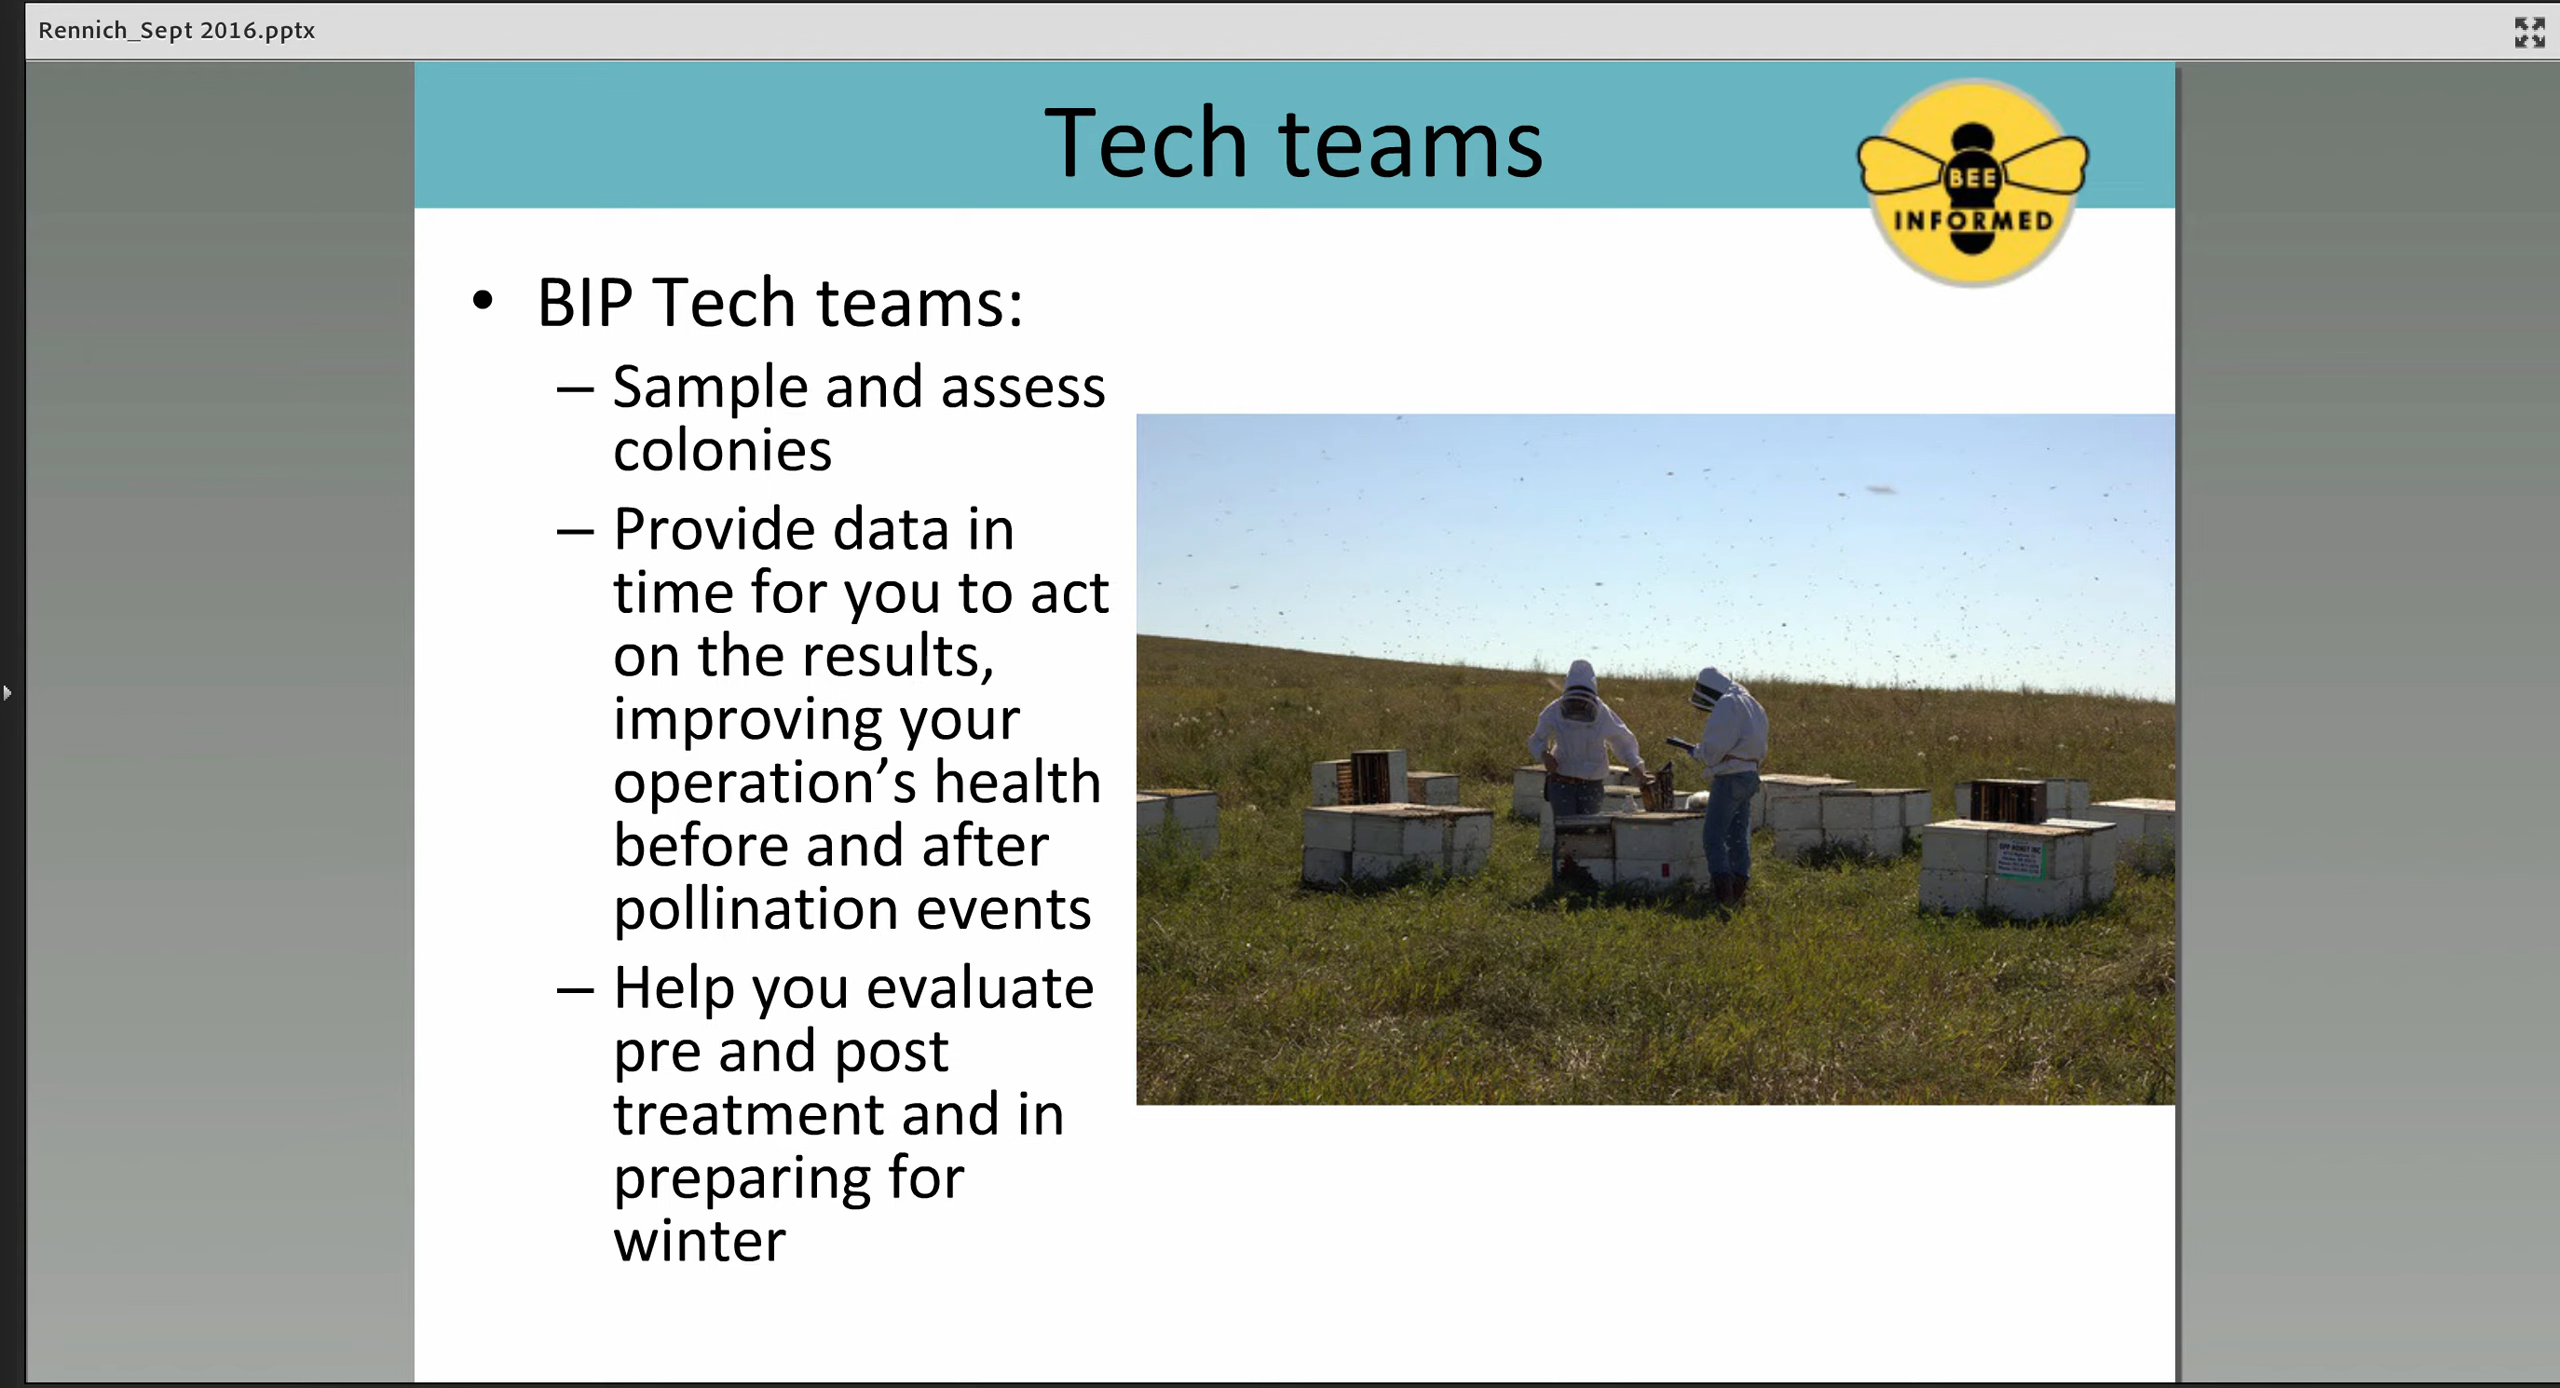 Rennich_Sept 2016.pptx
Tech teams
BEE
INFORMED
• BIP Tech teams:
– Sample and assess
colonies
– Provide data in
time for you to act
on the results,
improving your
operation’s health
before and after
pollination events
– Help you evaluate
pre and post
treatment and in
preparing for
winter